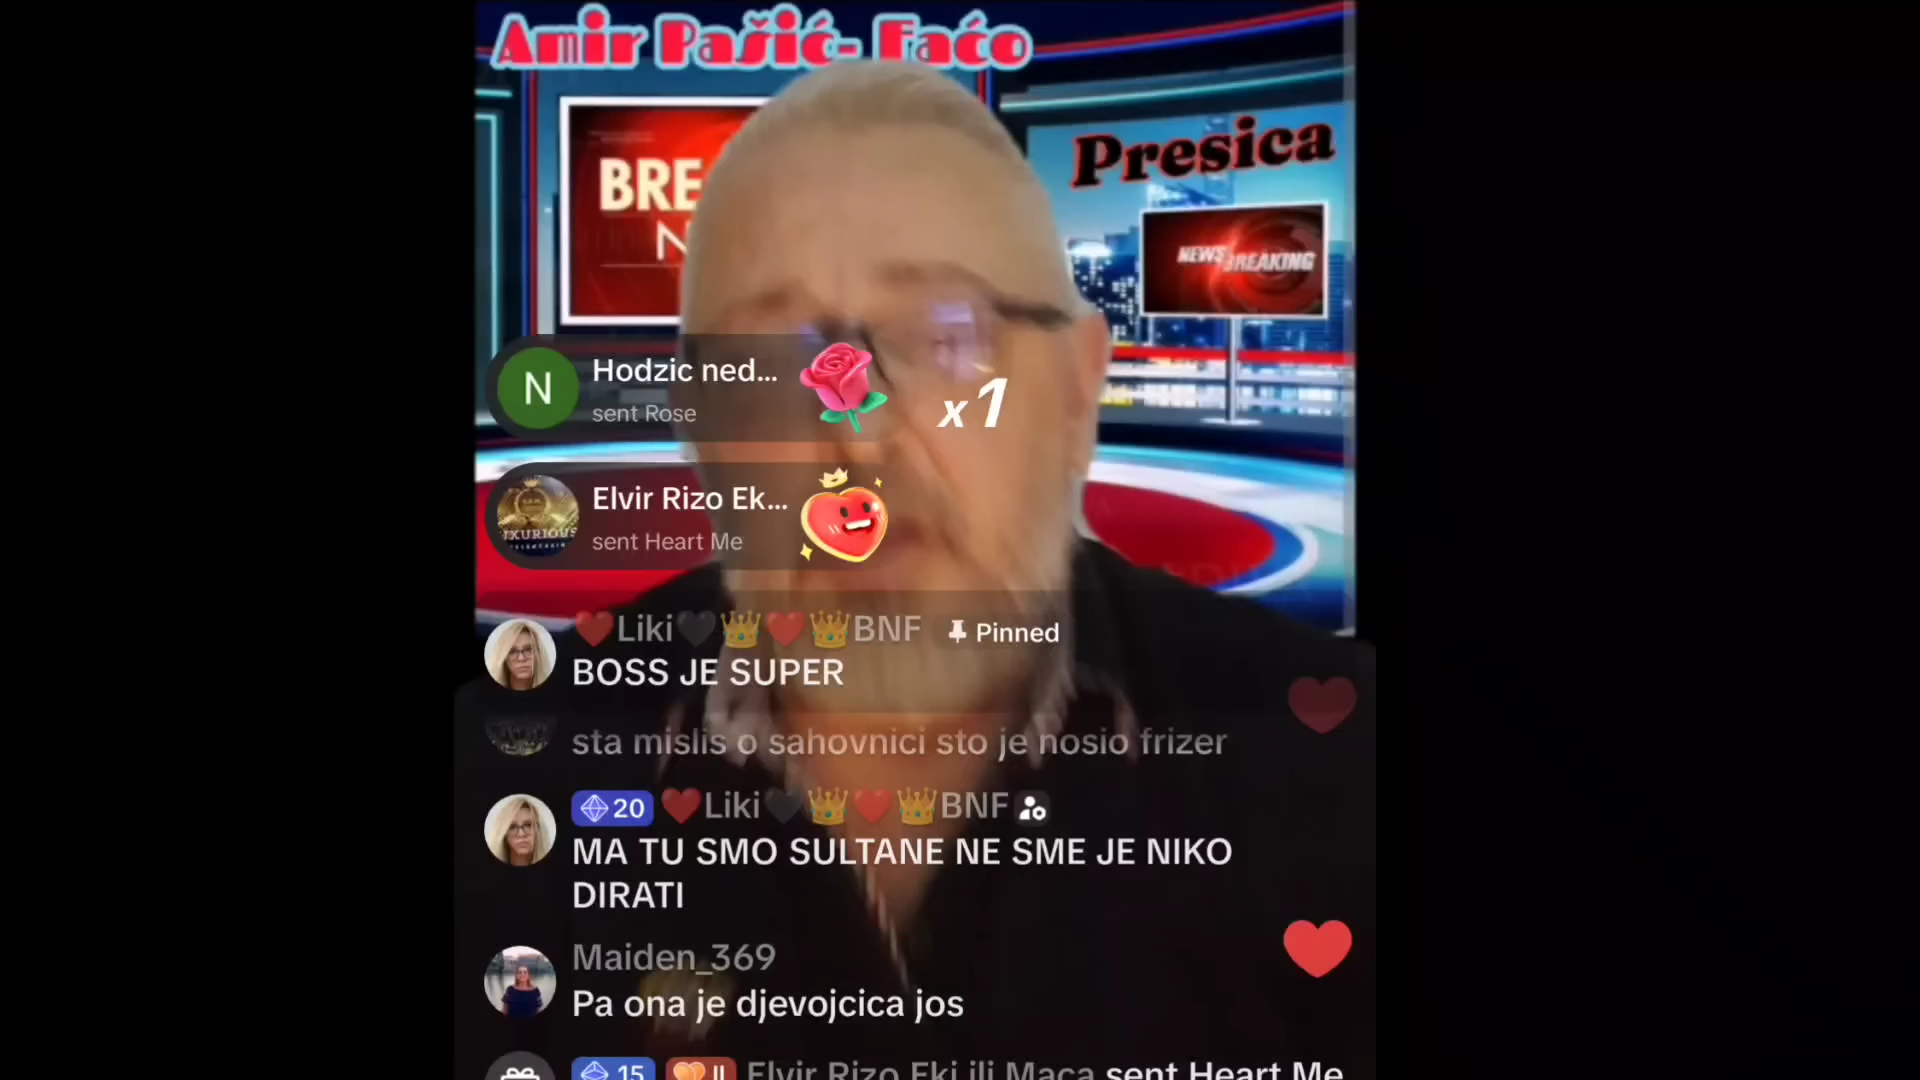 Amir Pašić- Faćo
BRE
N
Presica
NEWS BREAKING
N
Hodzic ned...
sent Rose
x1
Elvir Rizo Ek...
sent Heart Me
❤️Liki🖤👑❤️👑BNF Pinned
BOSS JE SUPER
sta mislis o sahovnici sto je nosio frizer
20 ❤️Liki🖤👑❤️👑BNF
MA TU SMO SULTANE NE SME JE NIKO
DIRATI
Maiden_369
Pa ona je djevojcica jos
15 II Elvir Rizo Eki ili Maca sent Heart Me